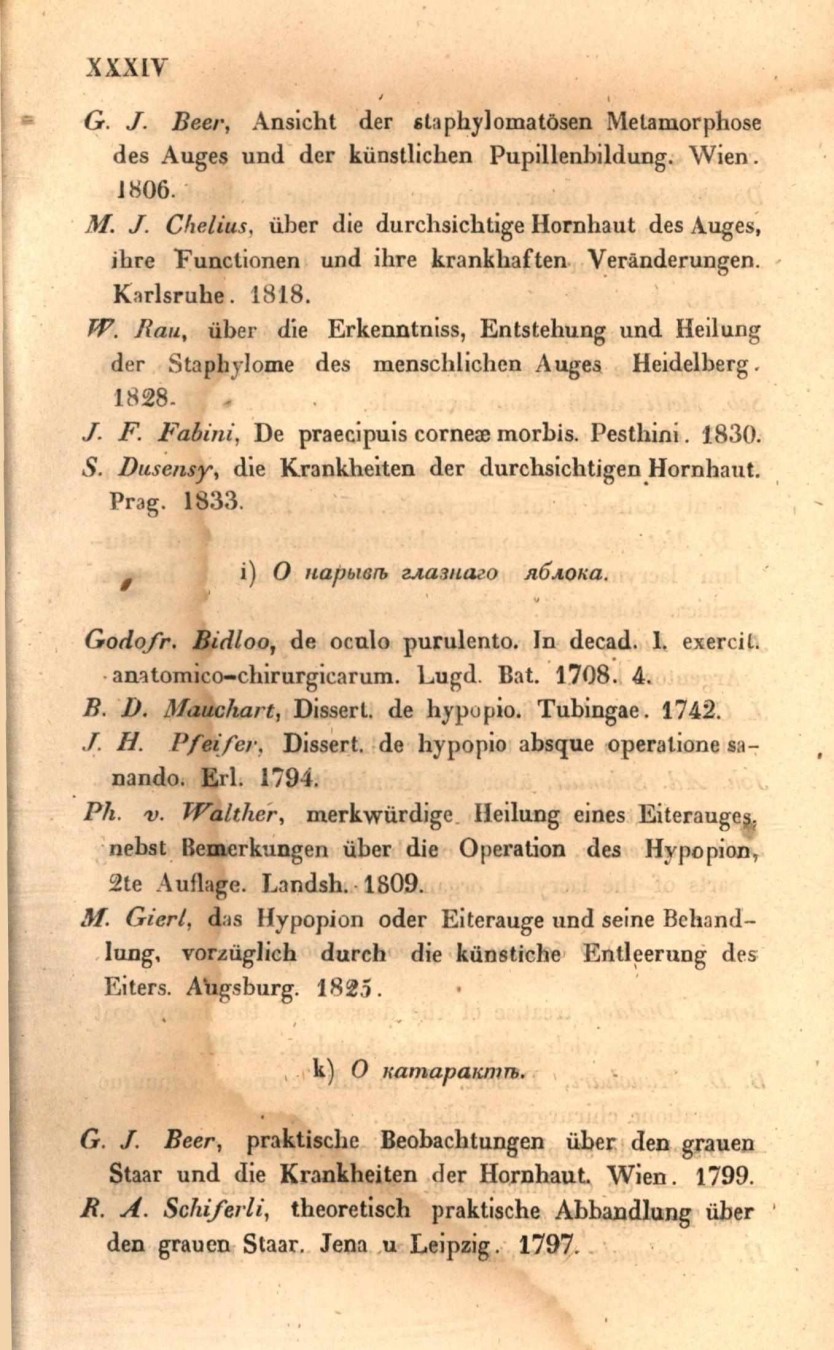 XXXIV
G. J. Beer, Ansicht der staphylomatösen Metamorphose
des Auges und der künstlichen Pupillenbildung. Wien.
1806.
M. J. Chelius, über die durchsichtige Hornhaut des Auges,
ihre Functionen und ihre krankhaften Veränderungen.
Karlsruhe. 1818.
W. Rau, über die Erkenntniss, Entstehung und Heilung
der Staphylome des menschlichen Auges Heidelberg.
1828.
J. F. Fabini, De praecipuis corneæ morbis. Pesthini. 1830.
S. Dusensy, die Krankheiten der durchsichtigen Hornhaut.
Prag. 1833.
i) О нарывѣ глазнаго яблока.
Godofr. Bidloo, de oculo purulento. In decad. I. exercit.
anatomico-chirurgicarum. Lugd. Bat. 1708. 4.
B. D. Mauchart, Dissert. de hypopio. Tubingae. 1742.
J. H. Pfeifer, Dissert. de hypopio absque operatione sa-
nando. Erl. 1794.
Ph. v. Walther, merkwürdige Heilung eines Eiterauges,
nebst Bemerkungen über die Operation des Hypopion,
2te Auflage. Landsh. 1809.
M. Gierl, das Hypopion oder Eiterauge und seine Behand-
lung, vorzüglich durch die künstiche Entleerung des
Eiters. Augsburg. 1825.
k) О катарактѣ.
G. J. Beer, praktische Beobachtungen über den grauen
Staar und die Krankheiten der Hornhaut. Wien. 1799.
R. A. Schiferli, theoretisch praktische Abhandlung über
den grauen Staar. Jena u Leipzig. 1797.